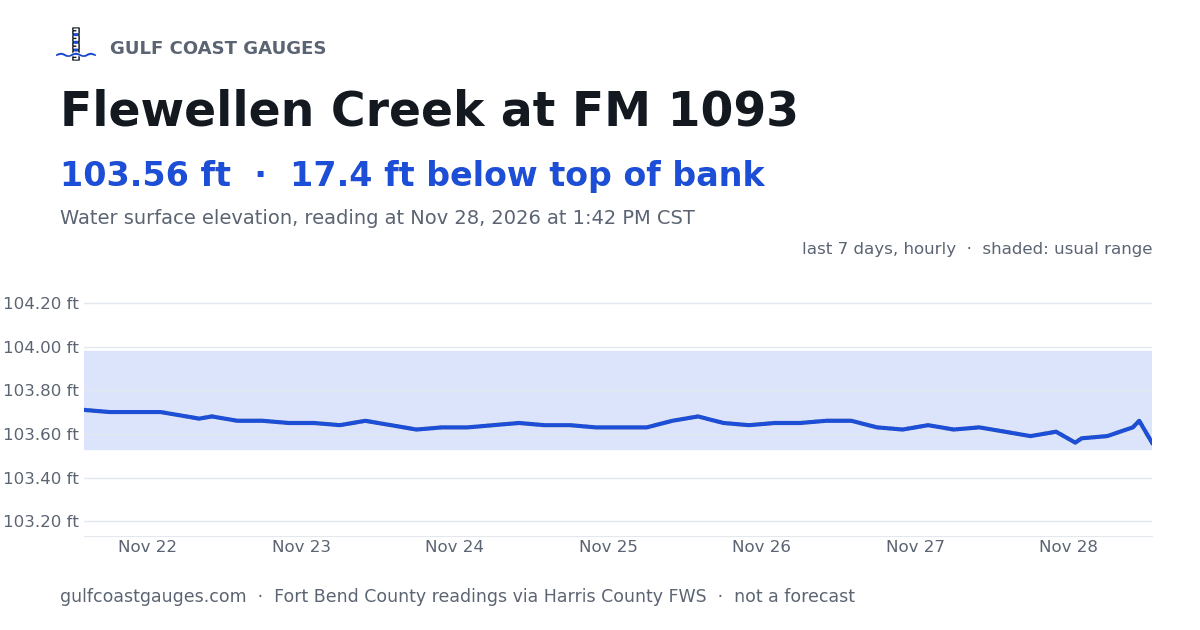 GULF COAST GAUGES
Flewellen Creek at FM 1093
103.56 ft · 17.4 ft below top of bank
Water surface elevation, reading at Nov 28, 2026 at 1:42 PM CST
last 7 days, hourly · shaded: usual range
104.20 ft
104.00 ft
103.80 ft
103.60 ft
103.40 ft
103.20 ft
Nov 22 Nov 23 Nov 24 Nov 25 Nov 26 Nov 27 Nov 28
gulfcoastgauges.com · Fort Bend County readings via Harris County FWS · not a forecast